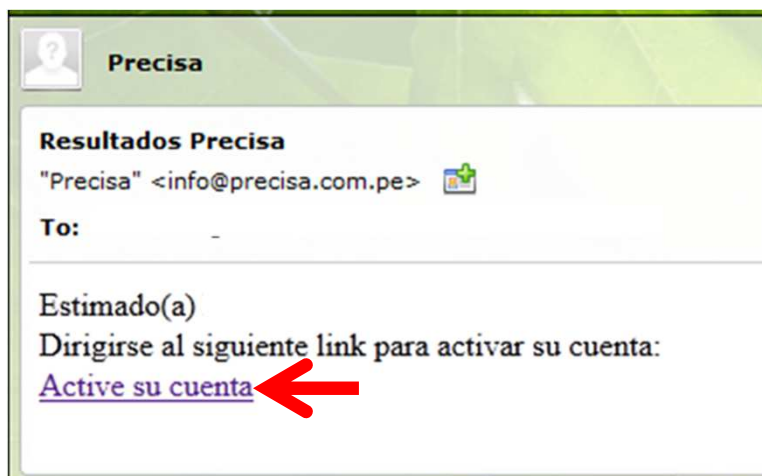 Precisa
Resultados Precisa
"Precisa" <info@precisa.com.pe>
To:
Estimado(a)
Dirigirse al siguiente link para activar su cuenta:
Active su cuenta